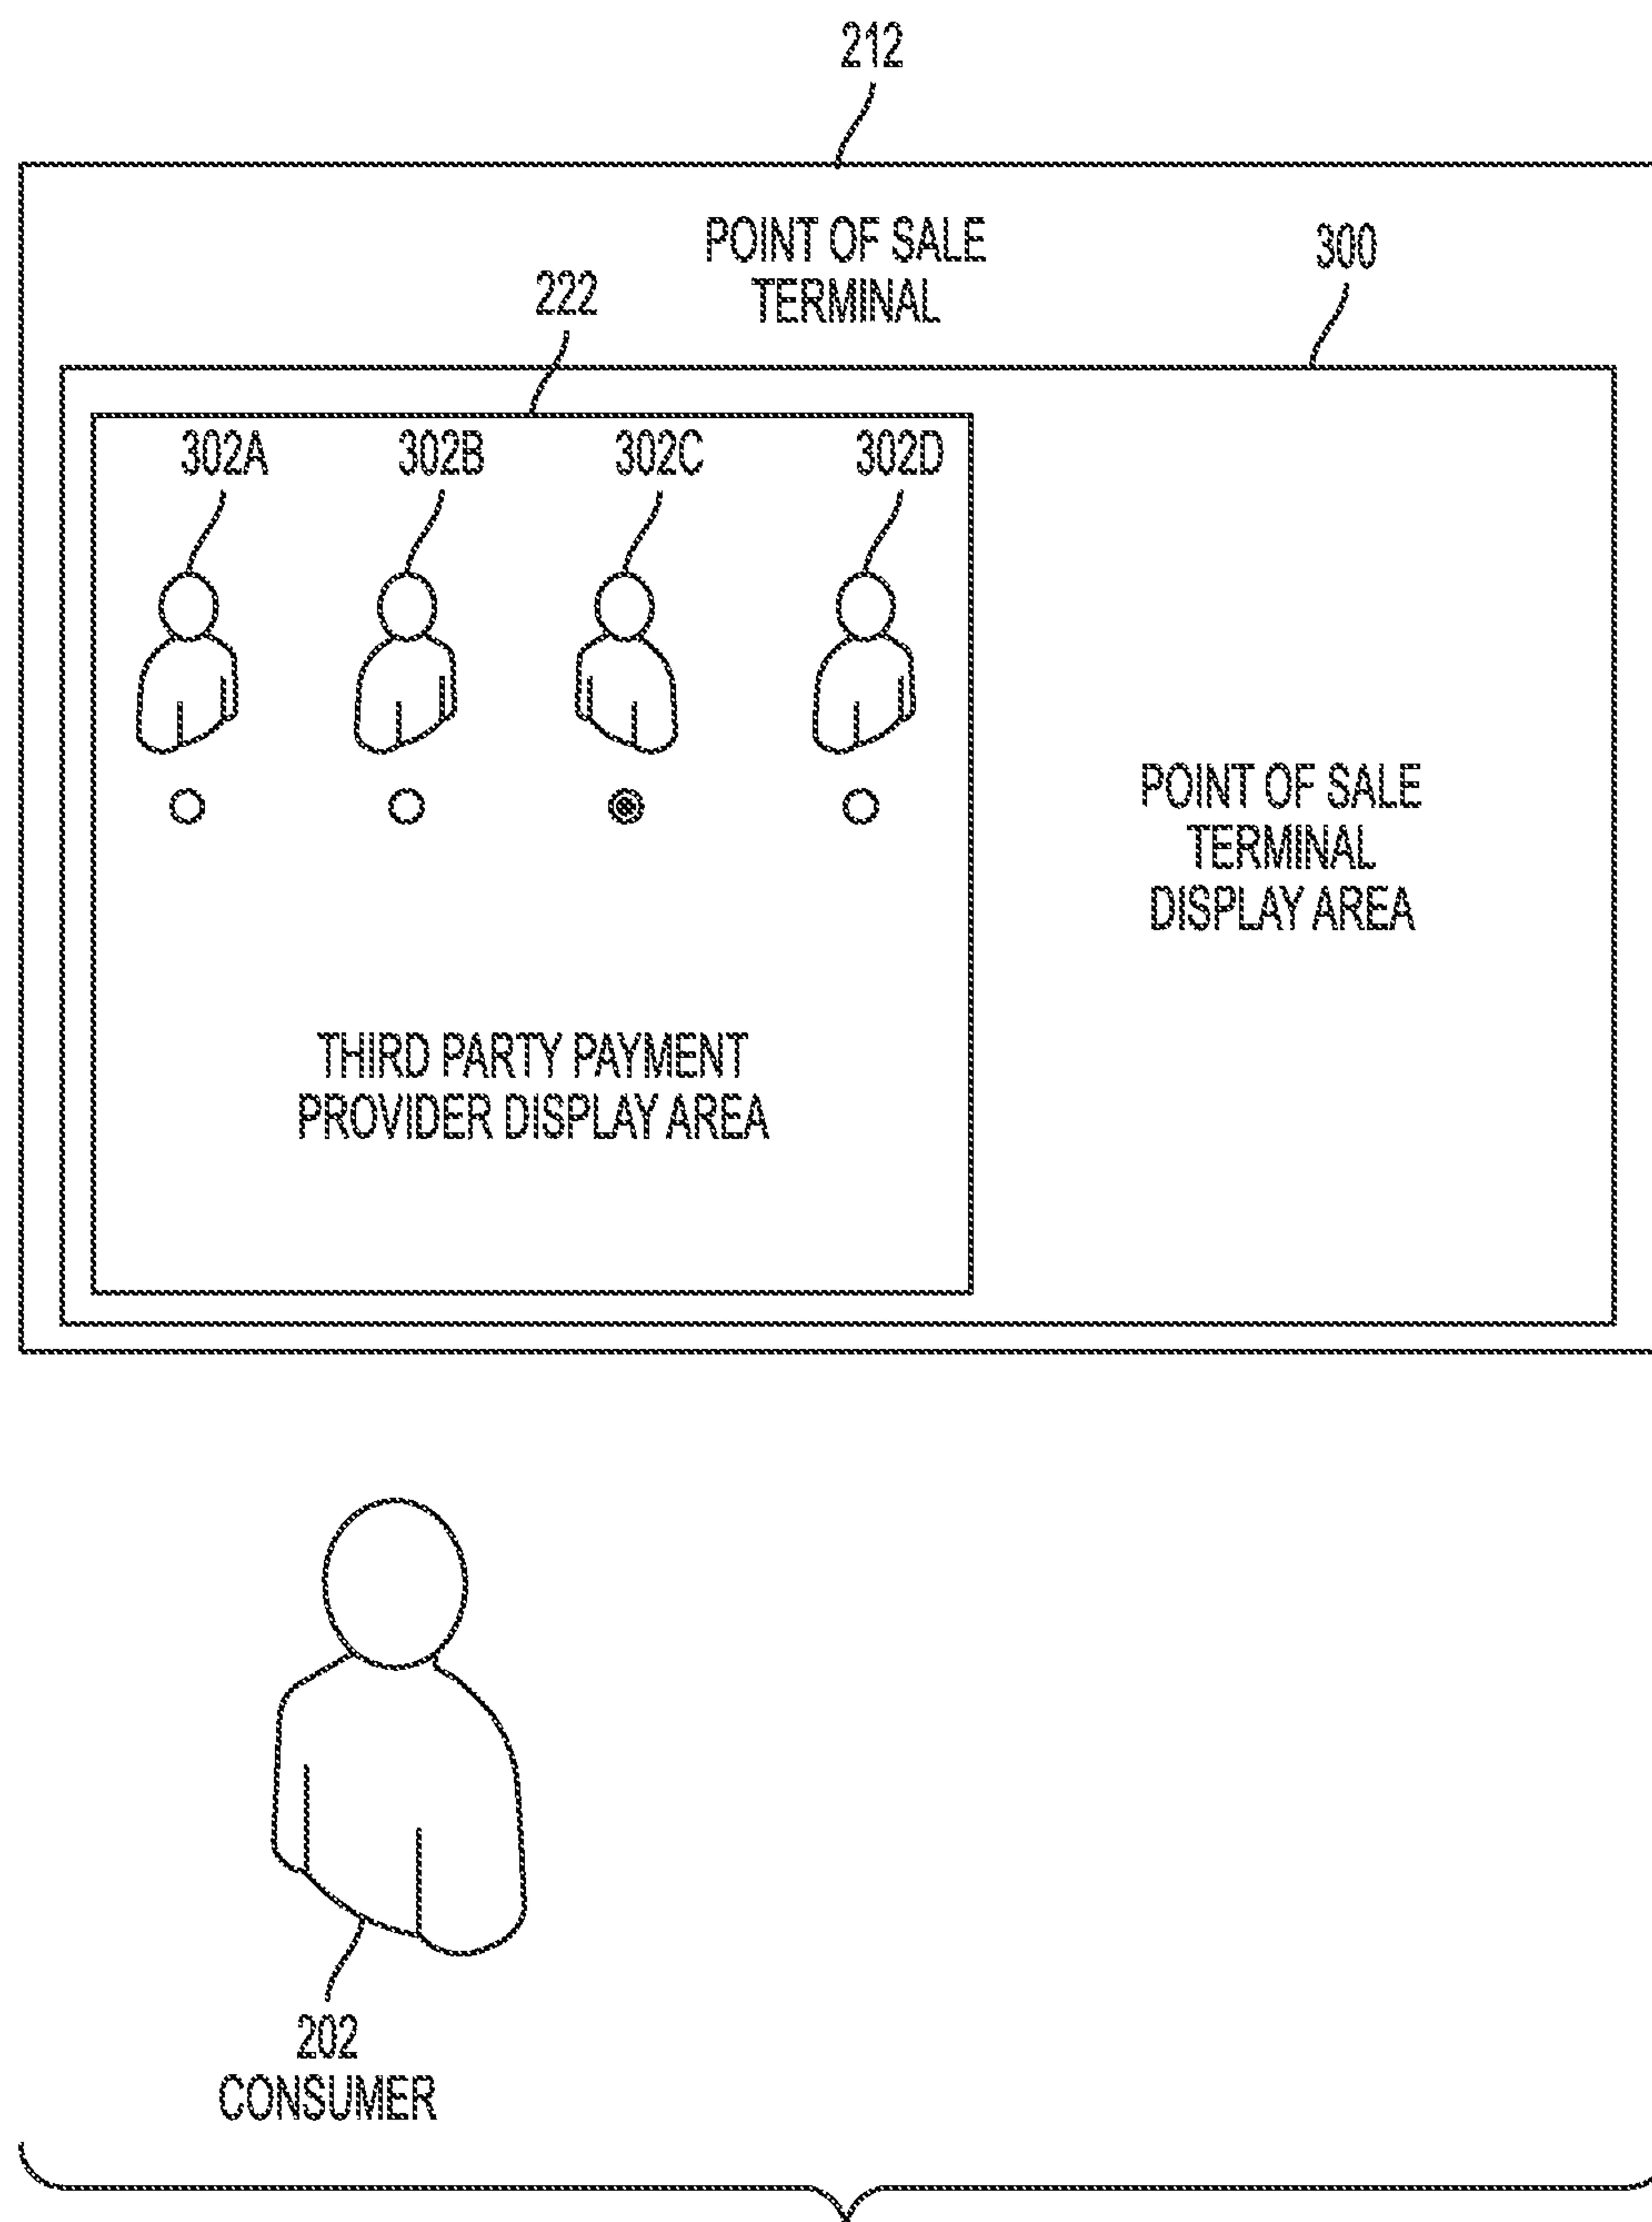 212
POINT OF SALE
TERMINAL
300
222
302A 302B 302C 302D
POINT OF SALE
TERMINAL
DISPLAY AREA
THIRD PARTY PAYMENT
PROVIDER DISPLAY AREA
202
CONSUMER